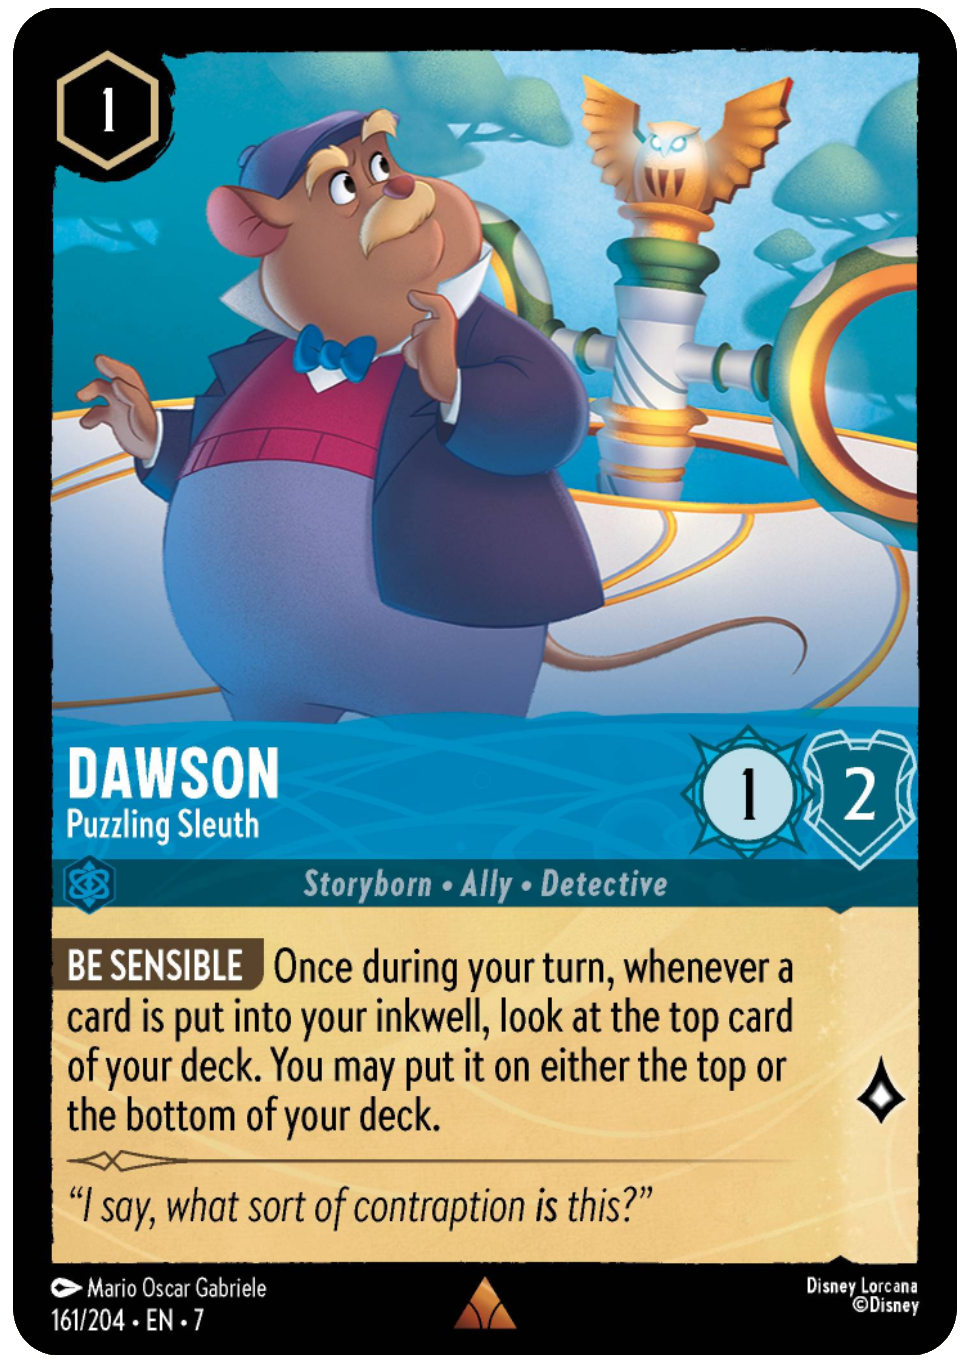 1
DAWSON
Puzzling Sleuth
1
2
Storyborn • Ally • Detective
BE SENSIBLE Once during your turn, whenever a
card is put into your inkwell, look at the top card
of your deck. You may put it on either the top or
the bottom of your deck.
“I say, what sort of contraption is this?”
Mario Oscar Gabriele
161/204 • EN • 7
Disney Lorcana
©Disney